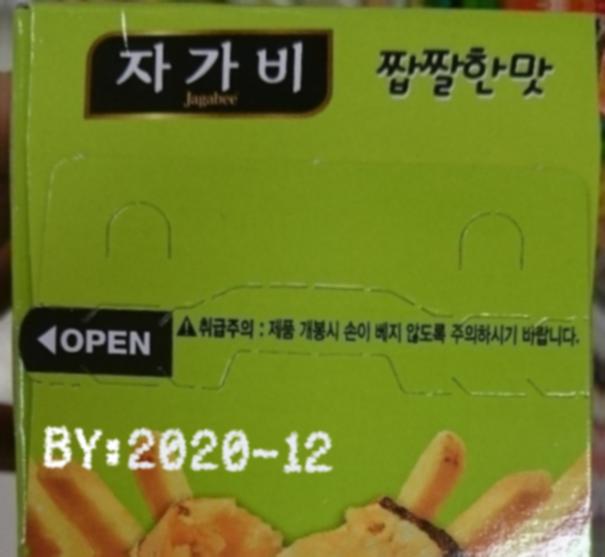 자가비 짭짤한맛
Jagabee
◀OPEN ⚠취급주의 : 제품 개봉시 손이 베지 않도록 주의하시기 바랍니다.
BY:2020-12